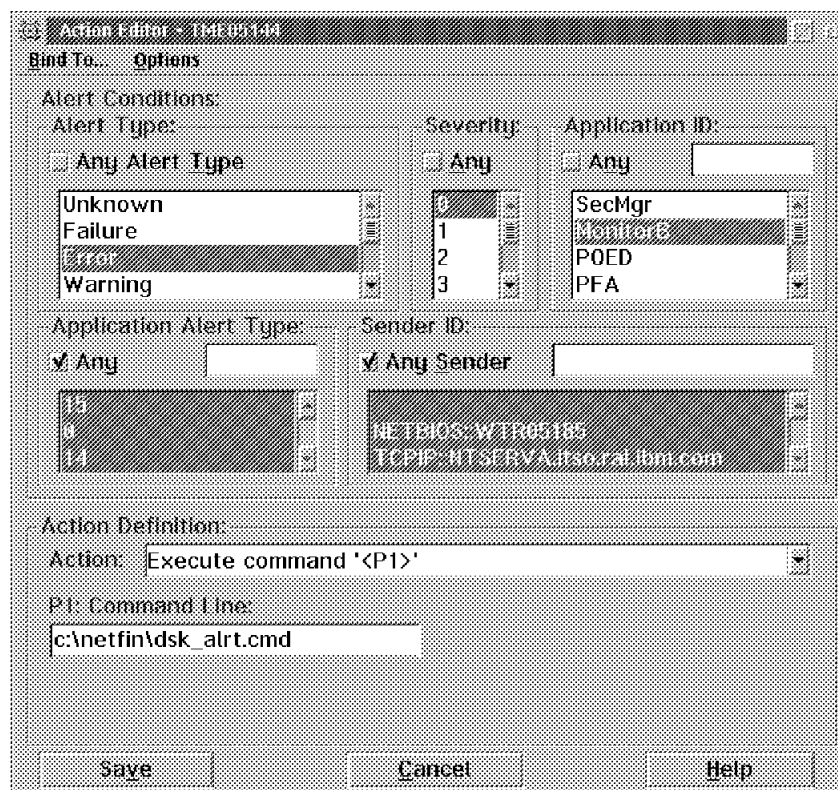 Action Editor - TME05144
Bind To... Options
Alert Conditions:
Alert Type:
Any Alert Type
Unknown
Failure
Error
Warning
Severity:
Any
0
1
2
3
Application ID:
Any
SecMgr
MonitorB
POED
PFA
Application Alert Type:
Any
15
0
14
Sender ID:
Any Sender
NETBIOS::WTR05185
TCPIP::NTSERVA.itso.ral.ibm.com
Action Definition:
Action: Execute command '<P1>'
P1: Command Line:
c:\netfin\dsk_alrt.cmd
Save Cancel Help